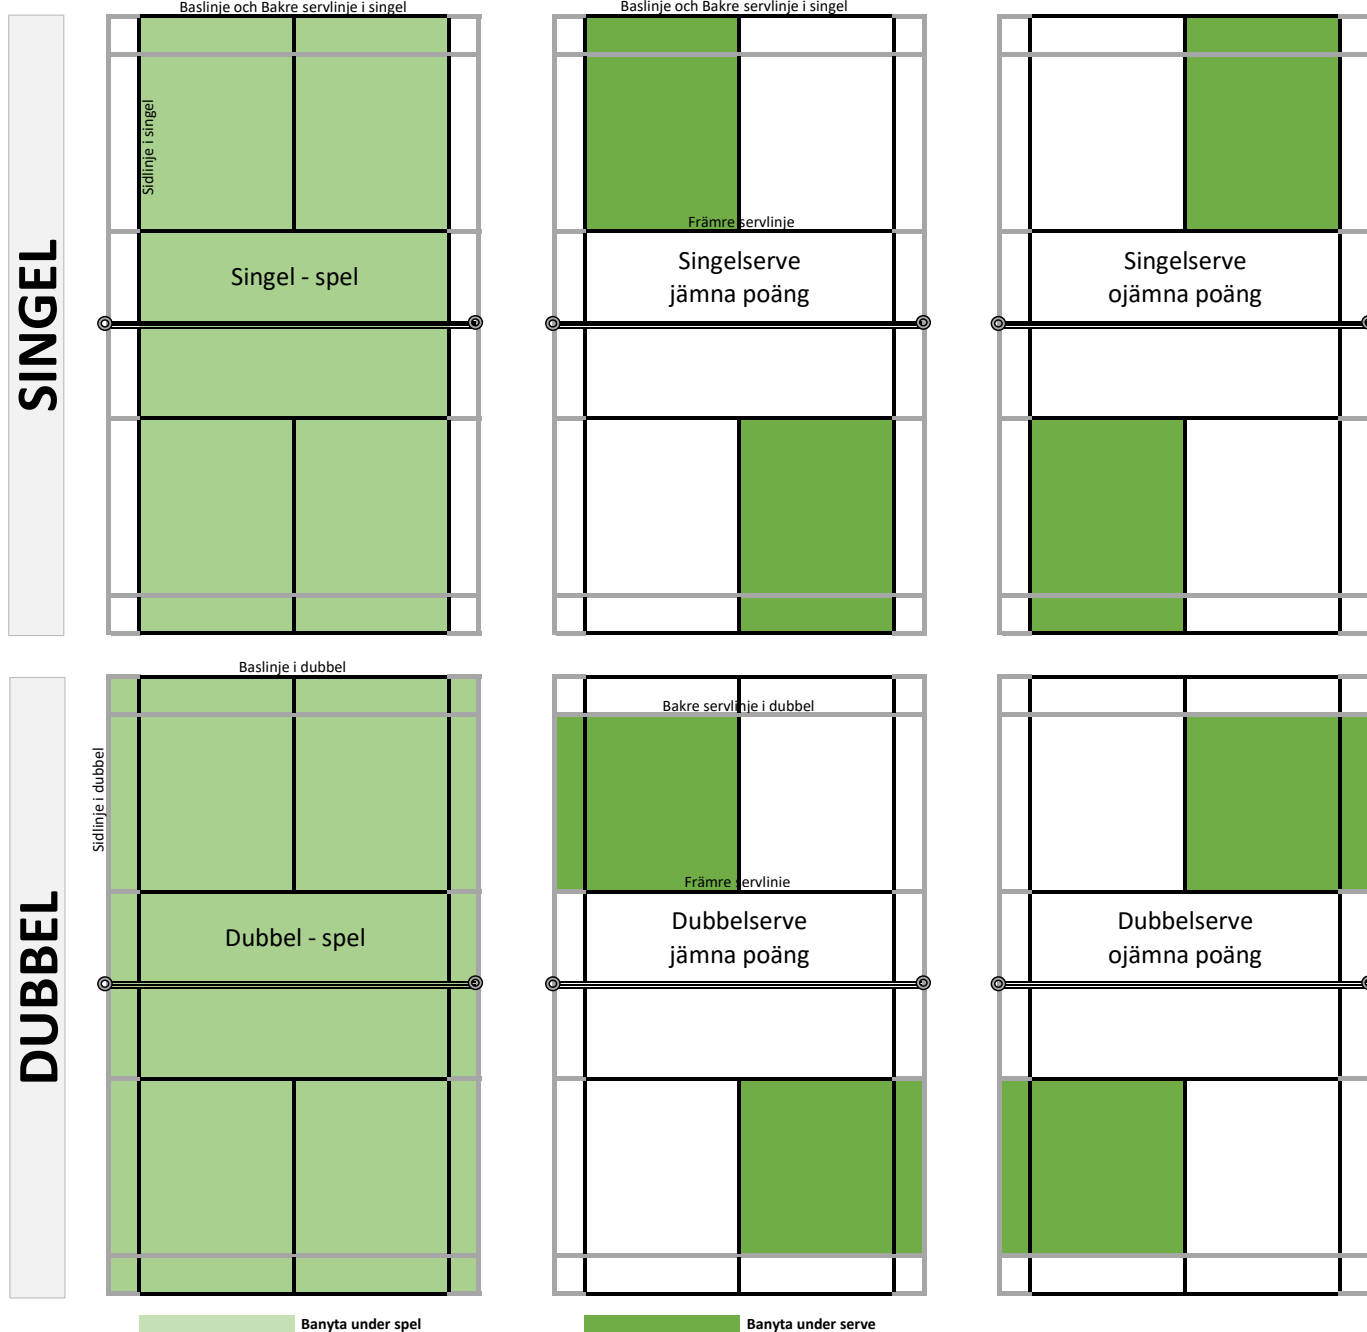 Baslinje och Bakre servlinje i singel
Baslinje och Bakre servlinje i singel
SINGEL
Sidlinje i singel
Främre servlinje
Singel - spel
Singelserve
jämna poäng
Singelserve
ojämna poäng
Baslinje i dubbel
DUBBEL
Sidlinje i dubbel
Bakre servlinje i dubbel
Främre servlinie
Dubbel - spel
Dubbelserve
jämna poäng
Dubbelserve
ojämna poäng
Banyta under spel
Banyta under serve